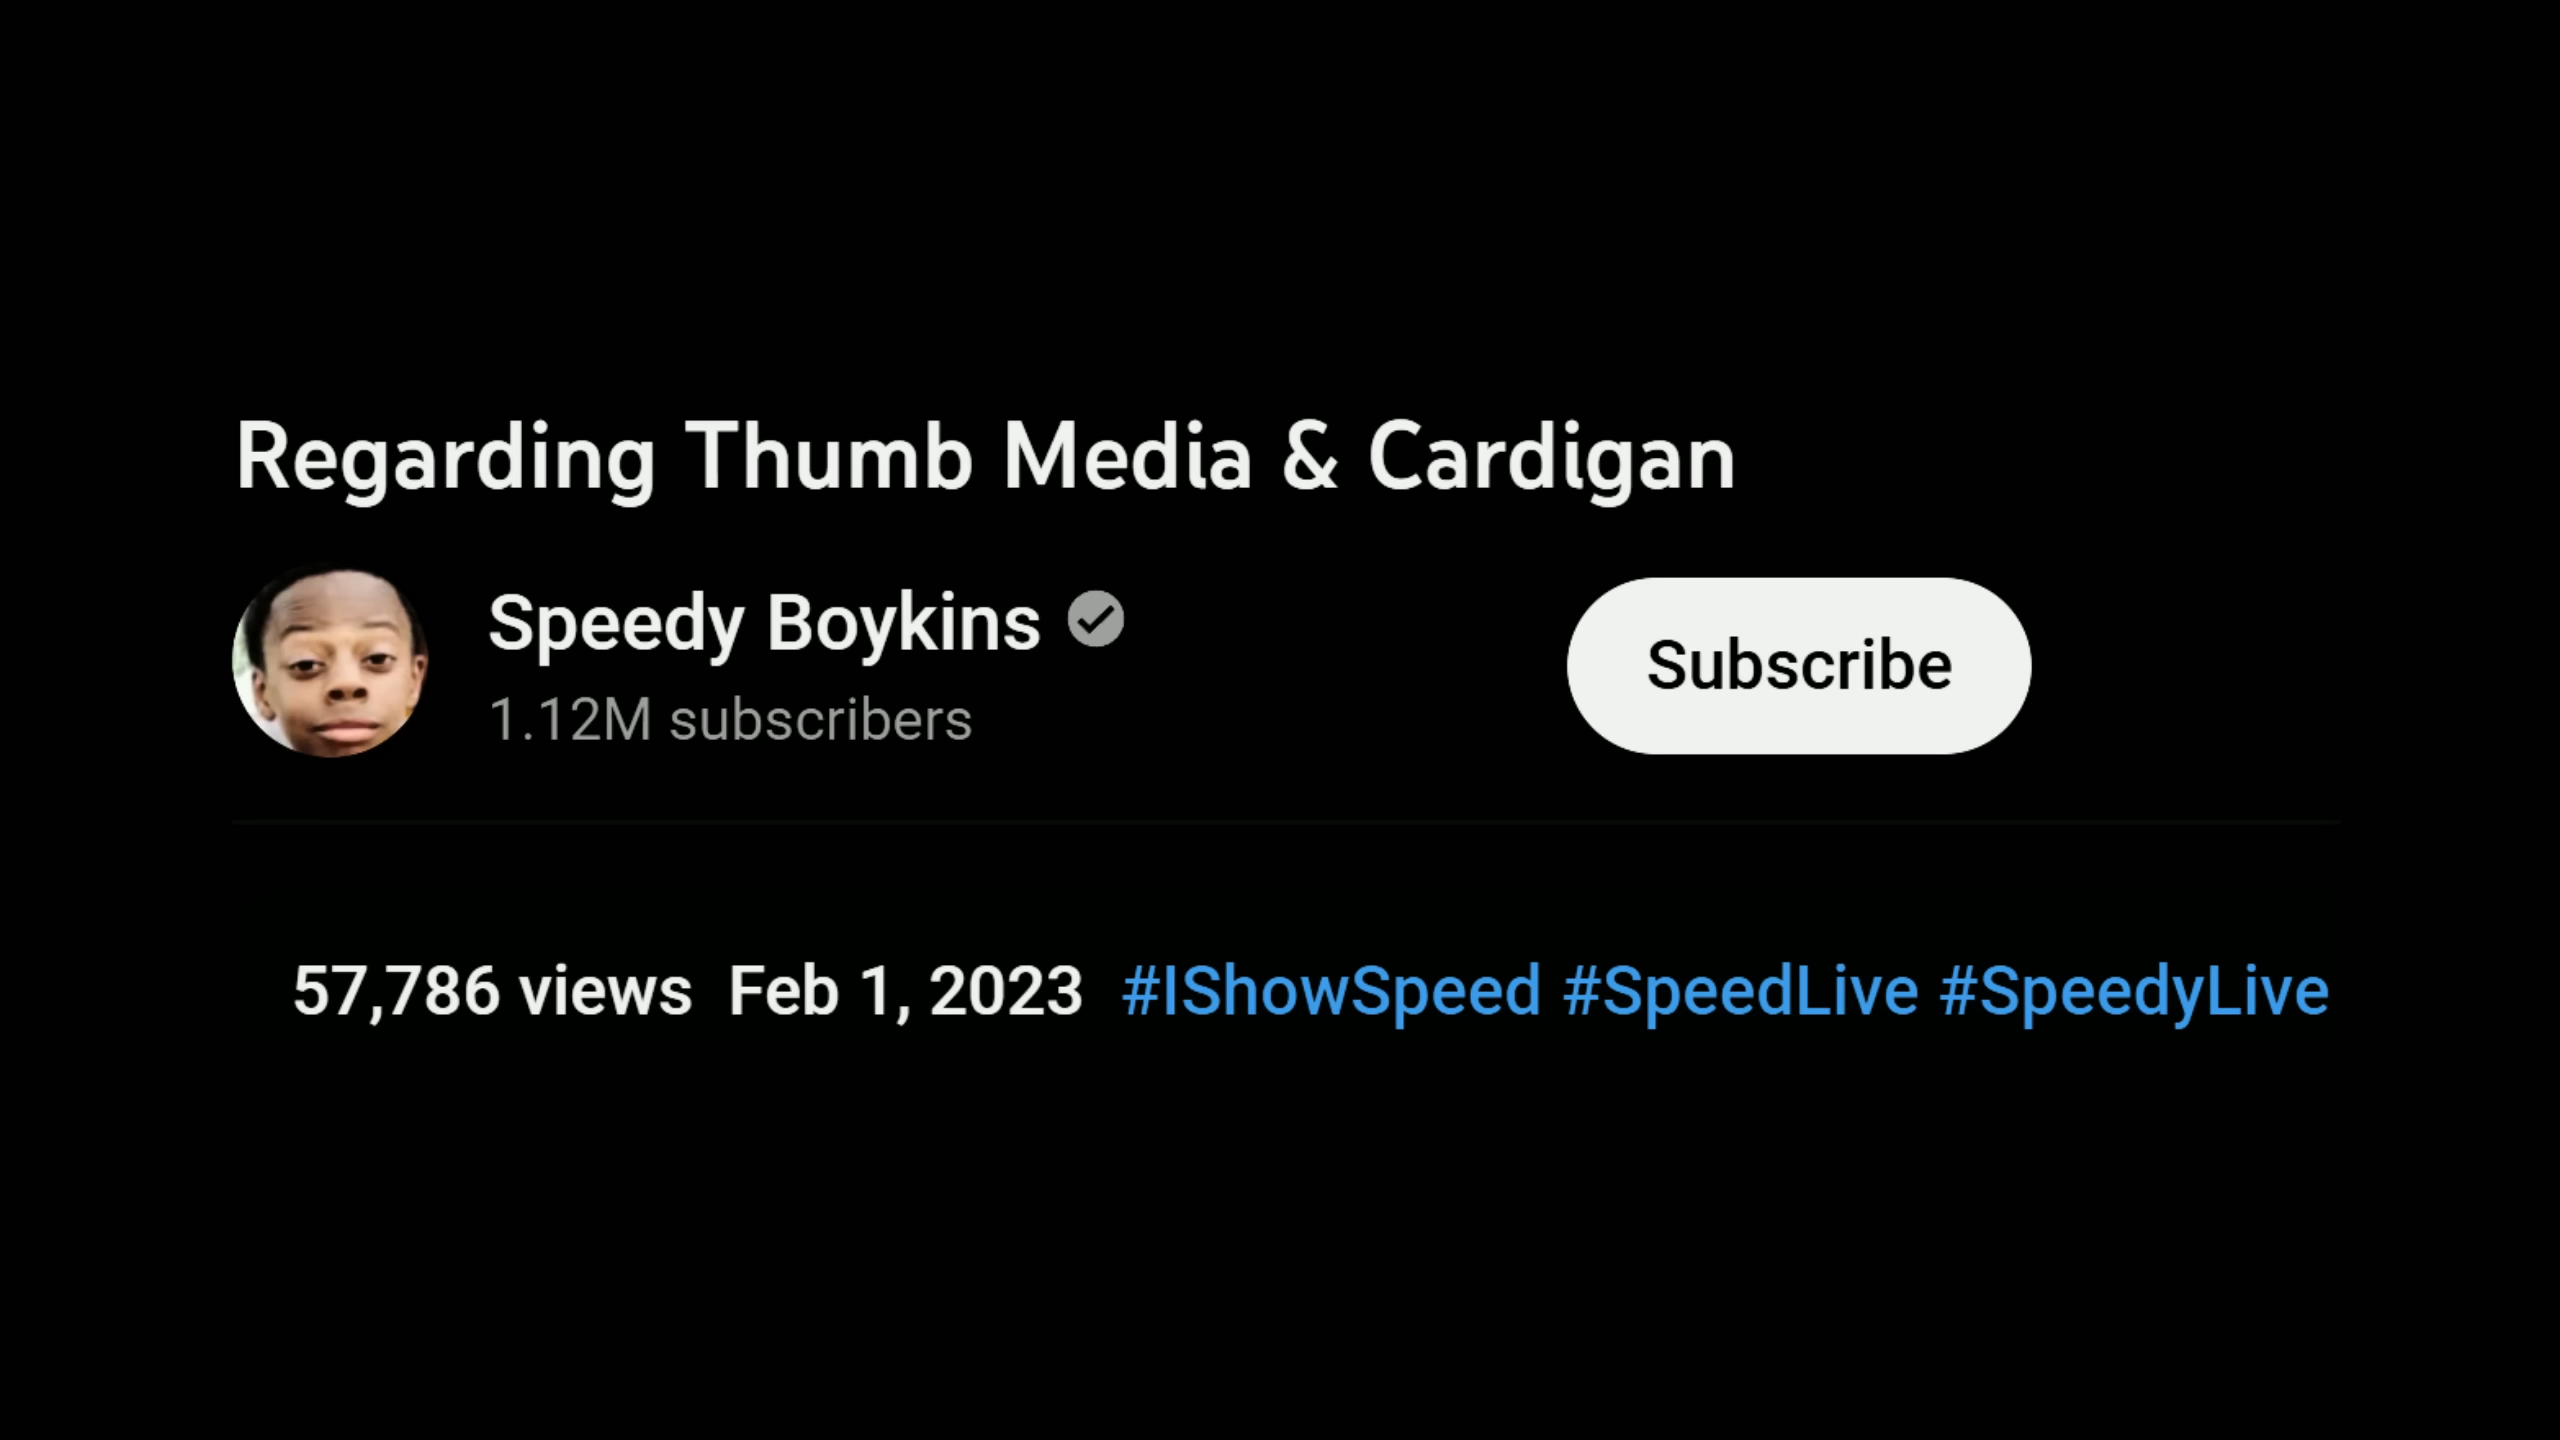 Regarding Thumb Media & Cardigan
Speedy Boykins
1.12M subscribers
Subscribe
57,786 views Feb 1, 2023 #IShowSpeed #SpeedLive #SpeedyLive